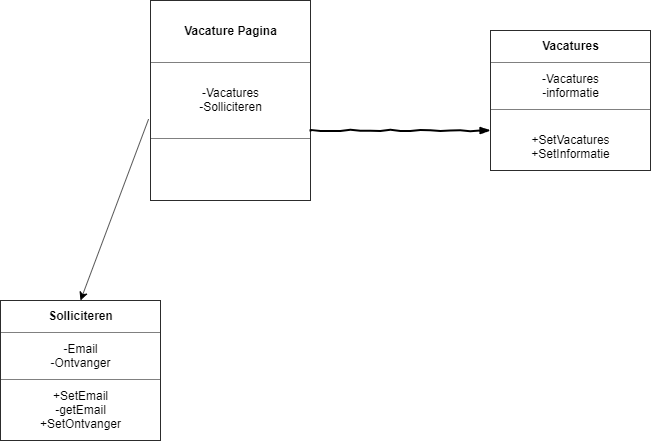 Vacature Pagina
-Vacatures
-Solliciteren
Vacatures
-Vacatures
-informatie
+SetVacatures
+SetInformatie
Solliciteren
-Email
-Ontvanger
+SetEmail
-getEmail
+SetOntvanger